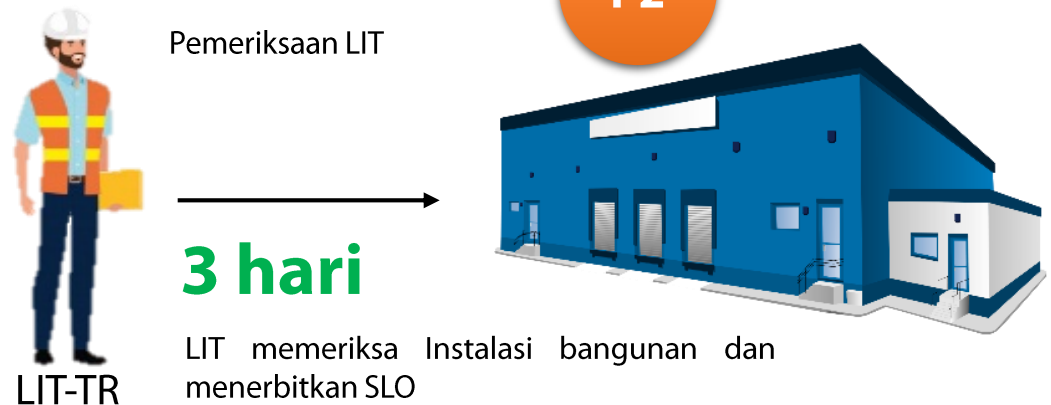 Pemeriksaan LIT
3 hari
LIT memeriksa Instalasi bangunan dan
menerbitkan SLO
LIT-TR